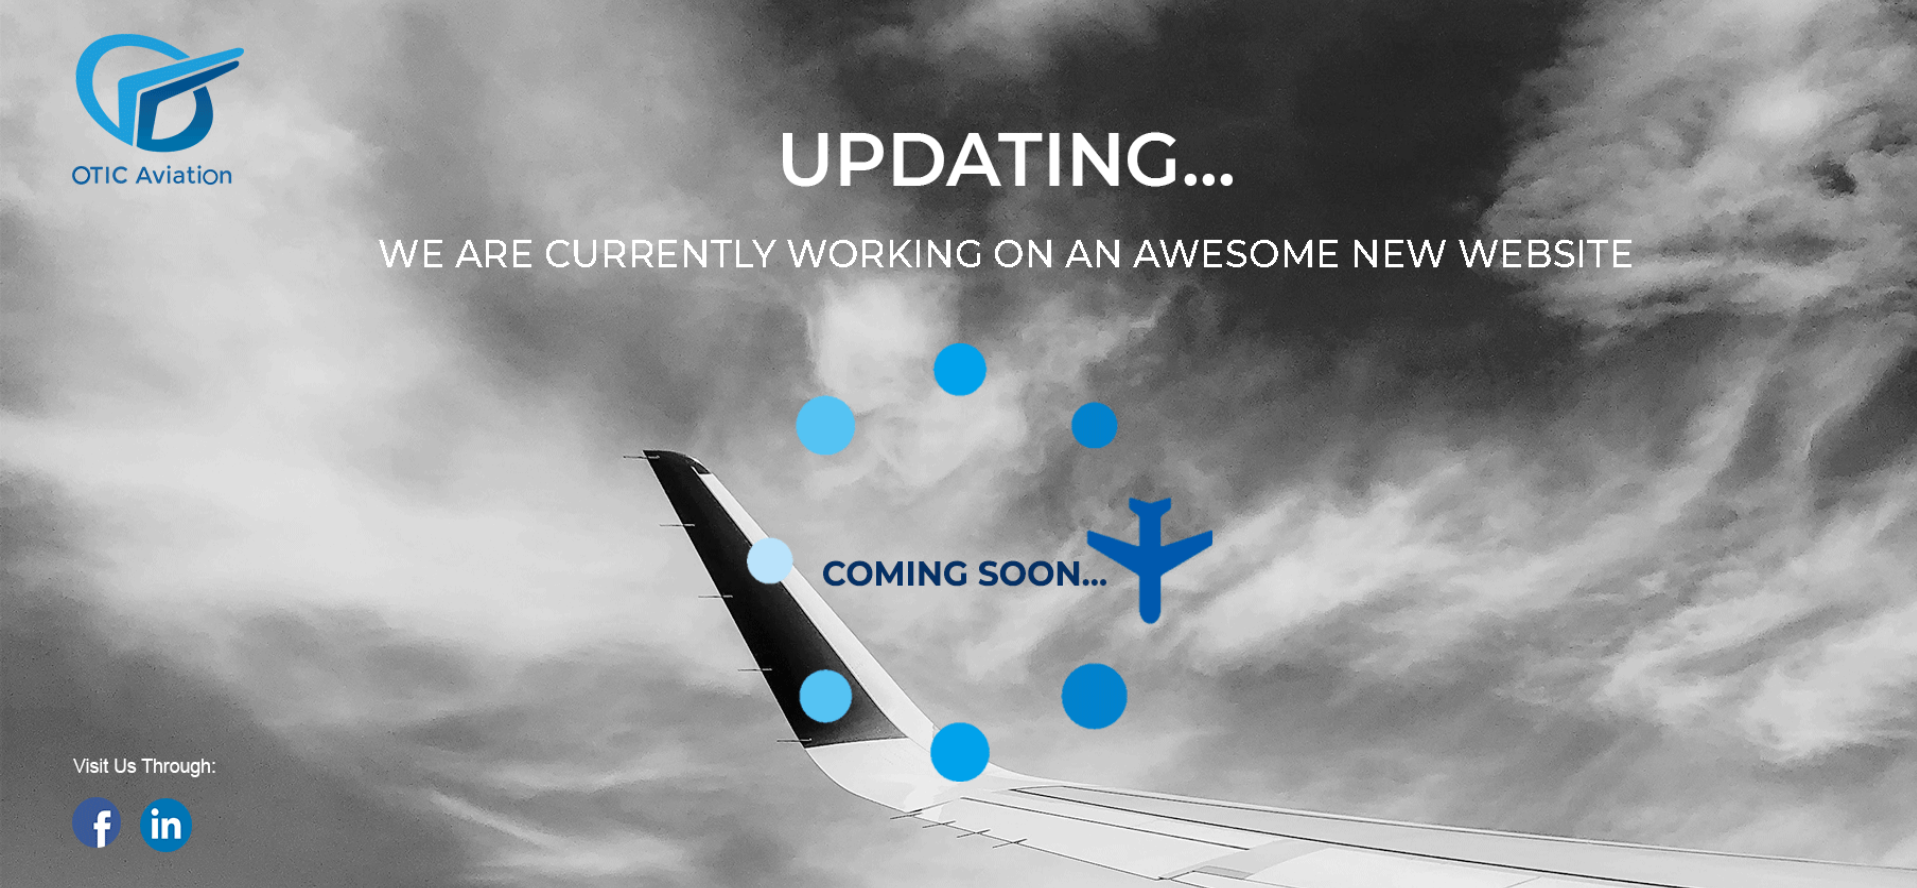 OTIC Aviation
UPDATING...
WE ARE CURRENTLY WORKING ON AN AWESOME NEW WEBSITE
COMING SOON...
Visit Us Through:
f in